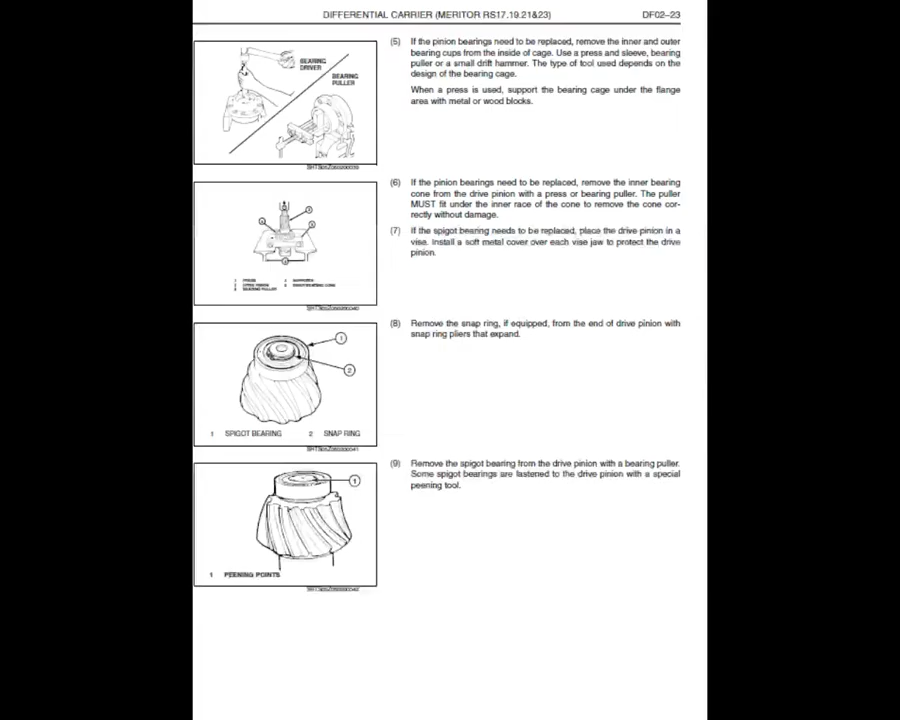 DIFFERENTIAL CARRIER (MERITOR RS17.19.21&23)
DF02–23
BEARING
DRIVER
BEARING
PULLER
(5) If the pinion bearings need to be replaced, remove the inner and outer
bearing cups from the inside of cage. Use a press and sleeve, bearing
puller or a small drift hammer. The type of tool used depends on the
design of the bearing cage.
When a press is used, support the bearing cage under the flange
area with metal or wood blocks.
(6) If the pinion bearings need to be replaced, remove the inner bearing
cone from the drive pinion with a press or bearing puller. The puller
MUST fit under the inner race of the cone to remove the cone cor-
rectly without damage.
(7) If the spigot bearing needs to be replaced, place the drive pinion in a
vise. Install a soft metal cover over each vise jaw to protect the drive
pinion.
(8) Remove the snap ring, if equipped, from the end of drive pinion with
snap ring pliers that expand.
1
2
1 SPIGOT BEARING 2 SNAP RING
(9) Remove the spigot bearing from the drive pinion with a bearing puller.
Some spigot bearings are fastened to the drive pinion with a special
peening tool.
1
1 PEENING POINTS